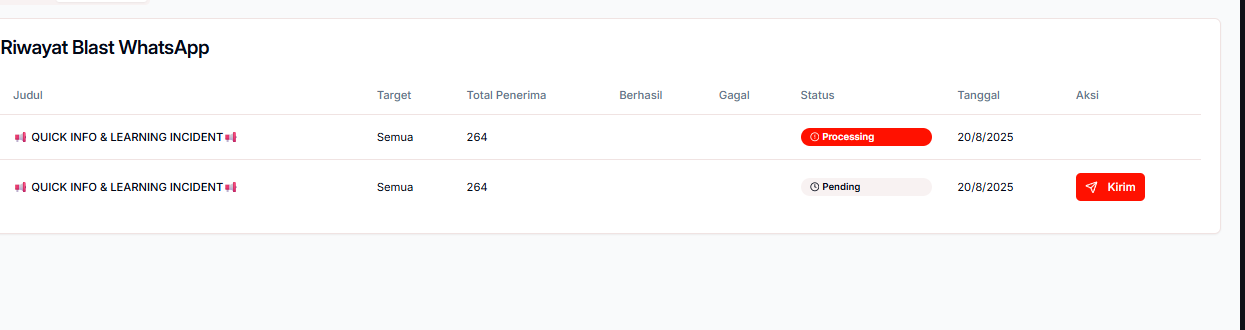 Riwayat Blast WhatsApp
Judul Target Total Penerima Berhasil Gagal Status Tanggal Aksi
QUICK INFO & LEARNING INCIDENT Semua 264 Processing 20/8/2025
QUICK INFO & LEARNING INCIDENT Semua 264 Pending 20/8/2025 Kirim